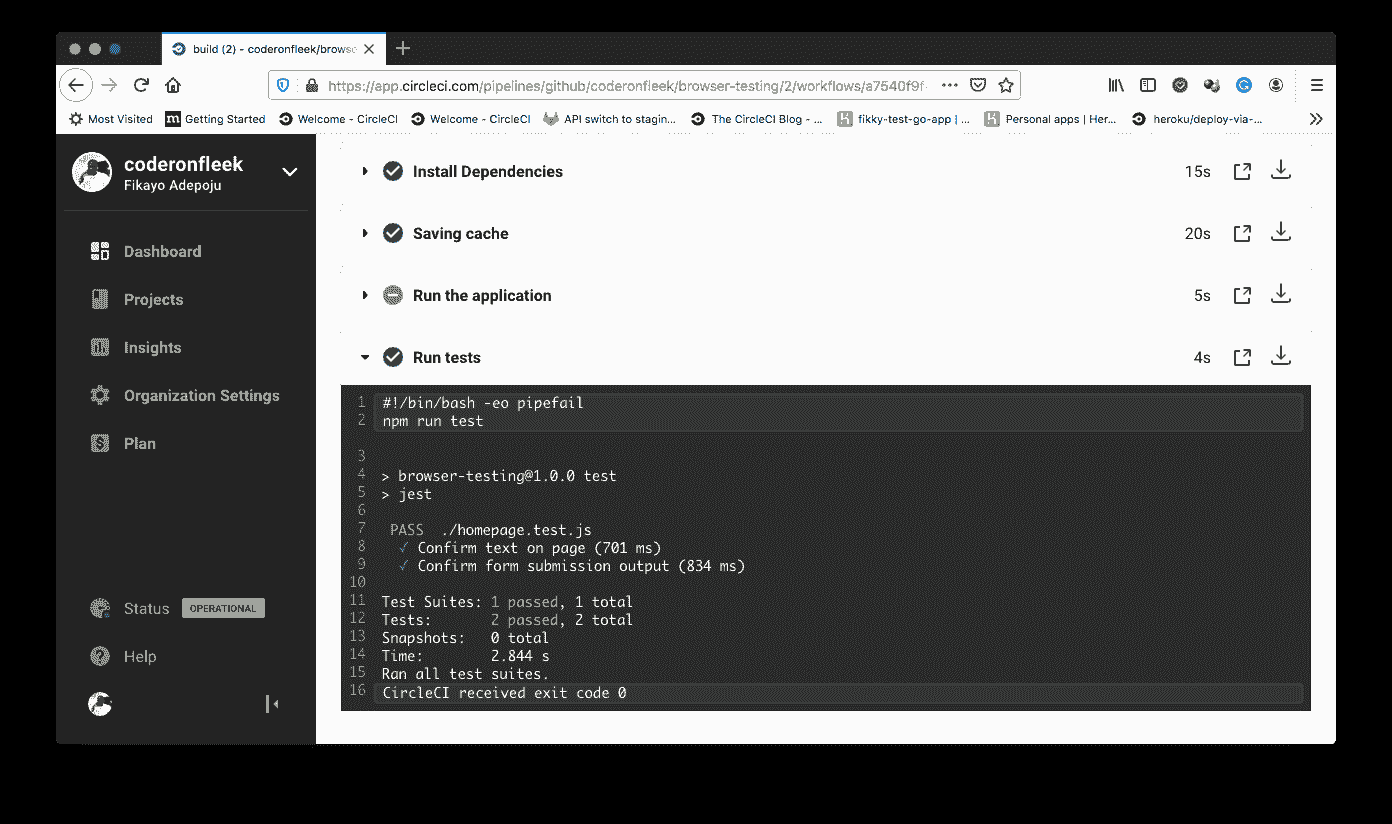 build (2) - coderonfleek/browse
https://app.circleci.com/pipelines/github/coderonfleek/browser-testing/2/workflows/a7540f9f-
Most Visited Getting Started Welcome - CircleCI Welcome - CircleCI API switch to stagin... The CircleCI Blog - ... fikky-test-go-app | ... Personal apps | Her... heroku/deploy-via-...
coderonfleek
Fikayo Adepoju
Dashboard
Projects
Insights
Organization Settings
Plan
Status OPERATIONAL
Help
Install Dependencies 15s
Saving cache 20s
Run the application 5s
Run tests 4s
1 #!/bin/bash -eo pipefail
2 npm run test
3
4 > browser-testing@1.0.0 test
5 > jest
6
7 PASS ./homepage.test.js
8 ✓ Confirm text on page (701 ms)
9 ✓ Confirm form submission output (834 ms)
10
11 Test Suites: 1 passed, 1 total
12 Tests: 2 passed, 2 total
13 Snapshots: 0 total
14 Time: 2.844 s
15 Ran all test suites.
16 CircleCI received exit code 0